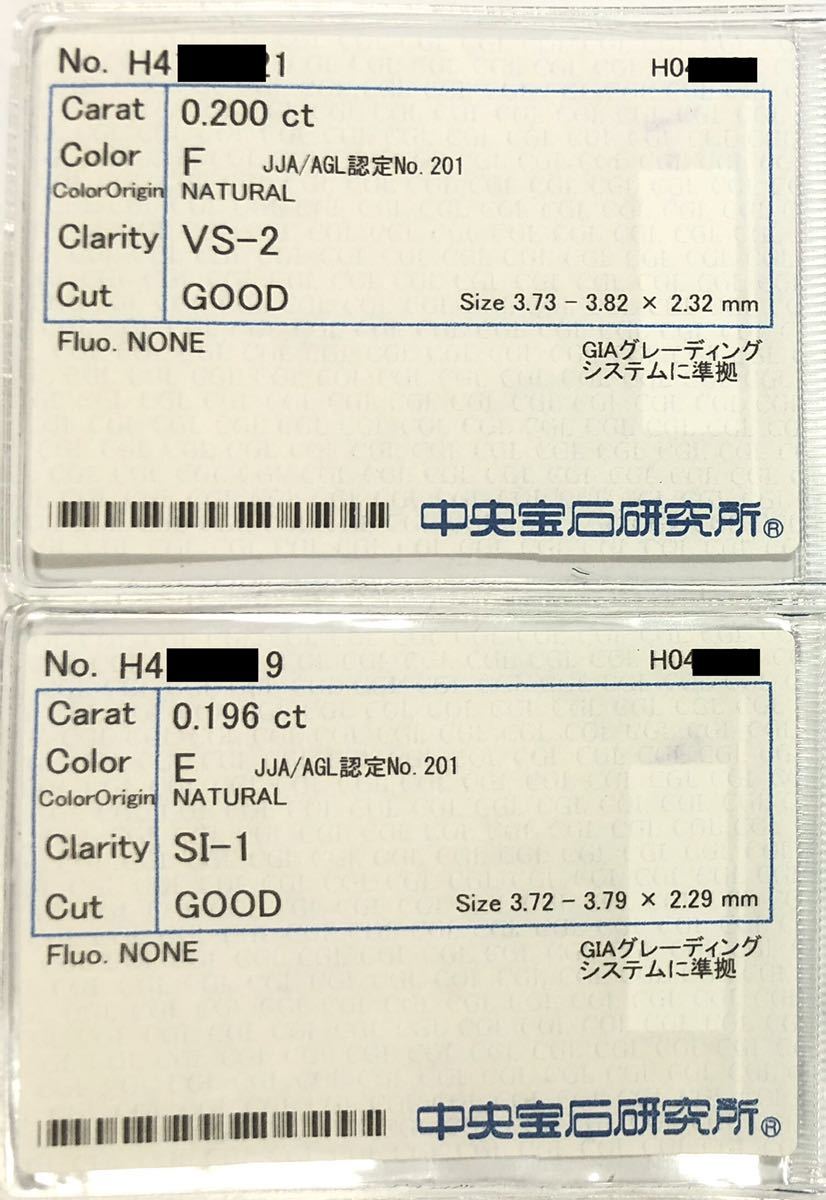 No. H4 21 H04
Carat 0.200 ct
Color F JJA/AGL認定No. 201
ColorOrigin NATURAL
Clarity VS-2
Cut GOOD Size 3.73 - 3.82 × 2.32 mm
Fluo. NONE
GIAグレーディング
システムに準拠
中央宝石研究所®
No. H4 9 H04
Carat 0.196 ct
Color E JJA/AGL認定No. 201
ColorOrigin NATURAL
Clarity SI-1
Cut GOOD Size 3.72 - 3.79 × 2.29 mm
Fluo. NONE
GIAグレーディング
システムに準拠
中央宝石研究所®